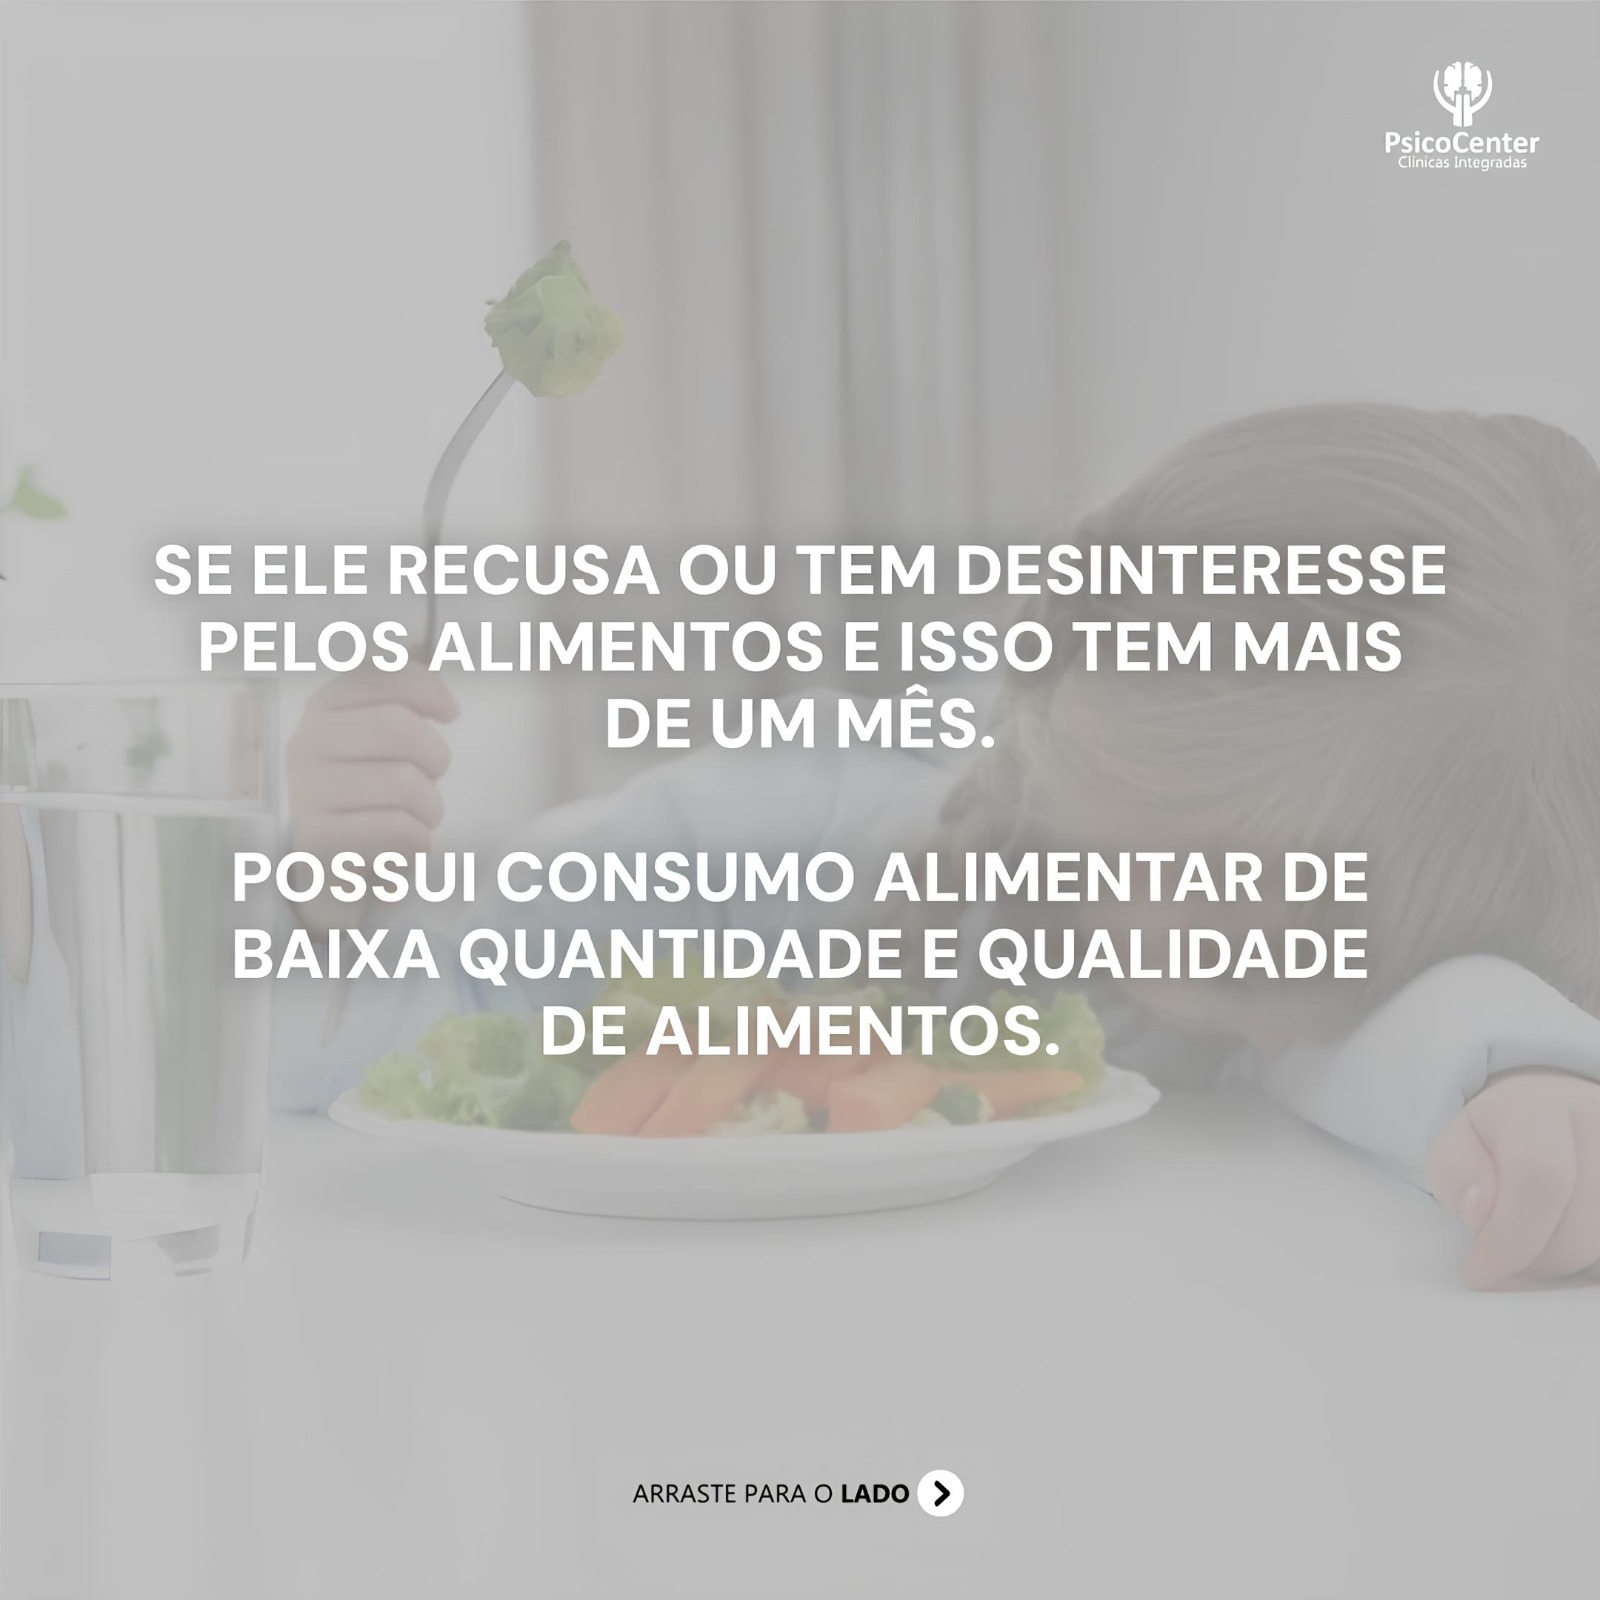 PsicoCenter
Clínicas Integradas
SE ELE RECUSA OU TEM DESINTERESSE
PELOS ALIMENTOS E ISSO TEM MAIS
DE UM MÊS.
POSSUI CONSUMO ALIMENTAR DE
BAIXA QUANTIDADE E QUALIDADE
DE ALIMENTOS.
ARRASTE PARA O LADO